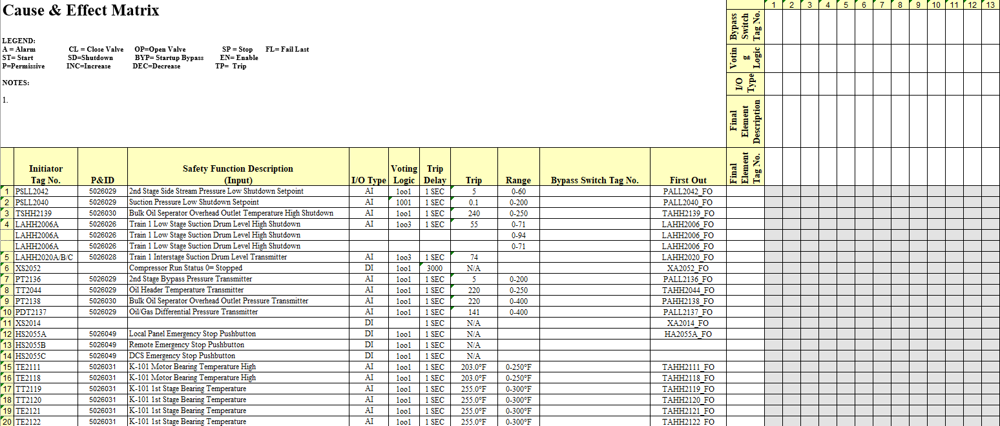 Cause & Effect Matrix
1 2 3 4 5 6 7 8 9 10 11 12 13
Bypass Switch Tag No.
LEGEND:
A = Alarm CL = Close Valve OP=Open Valve SP = Stop FL= Fail Last
ST= Start SD=Shutdown BYP= Startup Bypass EN= Enable
P=Permissive INC=Increase DEC=Decrease TP= Trip
Votin g Logic
NOTES:
I/O Type
1.
Final Element Description
Final Element Tag No.
Initiator Tag No. P&ID Safety Function Description (Input) I/O Type Voting Logic Trip Delay Trip Range Bypass Switch Tag No. First Out
1 PSLL2042 5026029 2nd Stage Side Stream Pressure Low Shutdown Setpoint AI 1oo1 1 SEC 5 0-60 PALL2042_FO
2 PSLL2040 5026029 Suction Pressure Low Shutdown Setpoint AI 1001 1 SEC 0.1 0-200 PALL2040_FO
3 TSHH2139 5026030 Bulk Oil Seperator Overhead Outlet Temperature High Shutdown AI 1oo1 1 SEC 240 0-250 TAHH2139_FO
4 LAHH2006A 5026026 Train 1 Low Stage Suction Drum Level High Shutdown AI 1oo3 1 SEC 55 0-71 LAHH2006_FO
LAHH2006A 5026026 Train 1 Low Stage Suction Drum Level High Shutdown 0-94 LAHH2006_FO
LAHH2006A 5026026 Train 1 Low Stage Suction Drum Level High Shutdown 0-71 LAHH2006_FO
5 LAHH2020A/B/C 5026028 Train 1 Interstage Suction Drum Level Transmitter AI 1oo3 1 SEC 74 LAHH2020_FO
6 XS2052 Compressor Run Status 0= Stopped DI 1oo1 3000 N/A XA2052_FO
7 PT2136 5026029 2nd Stage Bypass Pressure Transmitter AI 1oo1 1 SEC 5 0-200 PALL2136_FO
8 TT2044 5026029 Oil Header Temperature Transmitter AI 1oo1 1 SEC 220 0-250 TAHH2044_FO
9 PT2138 5026030 Bulk Oil Seperator Overhead Outlet Pressure Transmitter AI 1oo1 1 SEC 220 0-400 PAHH2138_FO
10 PDT2137 5026029 Oil/Gas Differential Pressure Transmitter AI 1oo1 1 SEC 141 0-400 PALL2137_FO
11 XS2014 DI 1 SEC N/A XA2014_FO
12 HS2055A 5026049 Local Panel Emergency Stop Pushbutton DI 1oo1 1 SEC N/A HA2055A_FO
13 HS2055B 5026049 Remote Emergency Stop Pushbutton DI 1oo1 1 SEC N/A
14 HS2055C 5026049 DCS Emergency Stop Pushbutton DI 1oo1 1 SEC N/A
15 TE2111 5026031 K-101 Motor Bearing Temperature High AI 1oo1 1 SEC 203.0°F 0-250°F TAHH2111_FO
16 TE2118 5026031 K-101 Motor Bearing Temperature High AI 1oo1 1 SEC 203.0°F 0-250°F TAHH2118_FO
17 TT2119 5026031 K-101 1st Stage Bearing Temperature AI 1oo1 1 SEC 255.0°F 0-300°F TAHH2119_FO
18 TT2120 5026031 K-101 1st Stage Bearing Temperature AI 1oo1 1 SEC 255.0°F 0-300°F TAHH2120_FO
19 TE2121 5026031 K-101 1st Stage Bearing Temperature AI 1oo1 1 SEC 255.0°F 0-300°F TAHH2121_FO
20 TE2122 5026031 K-101 1st Stage Bearing Temperature AI 1oo1 1 SEC 255.0°F 0-300°F TAHH2122_FO